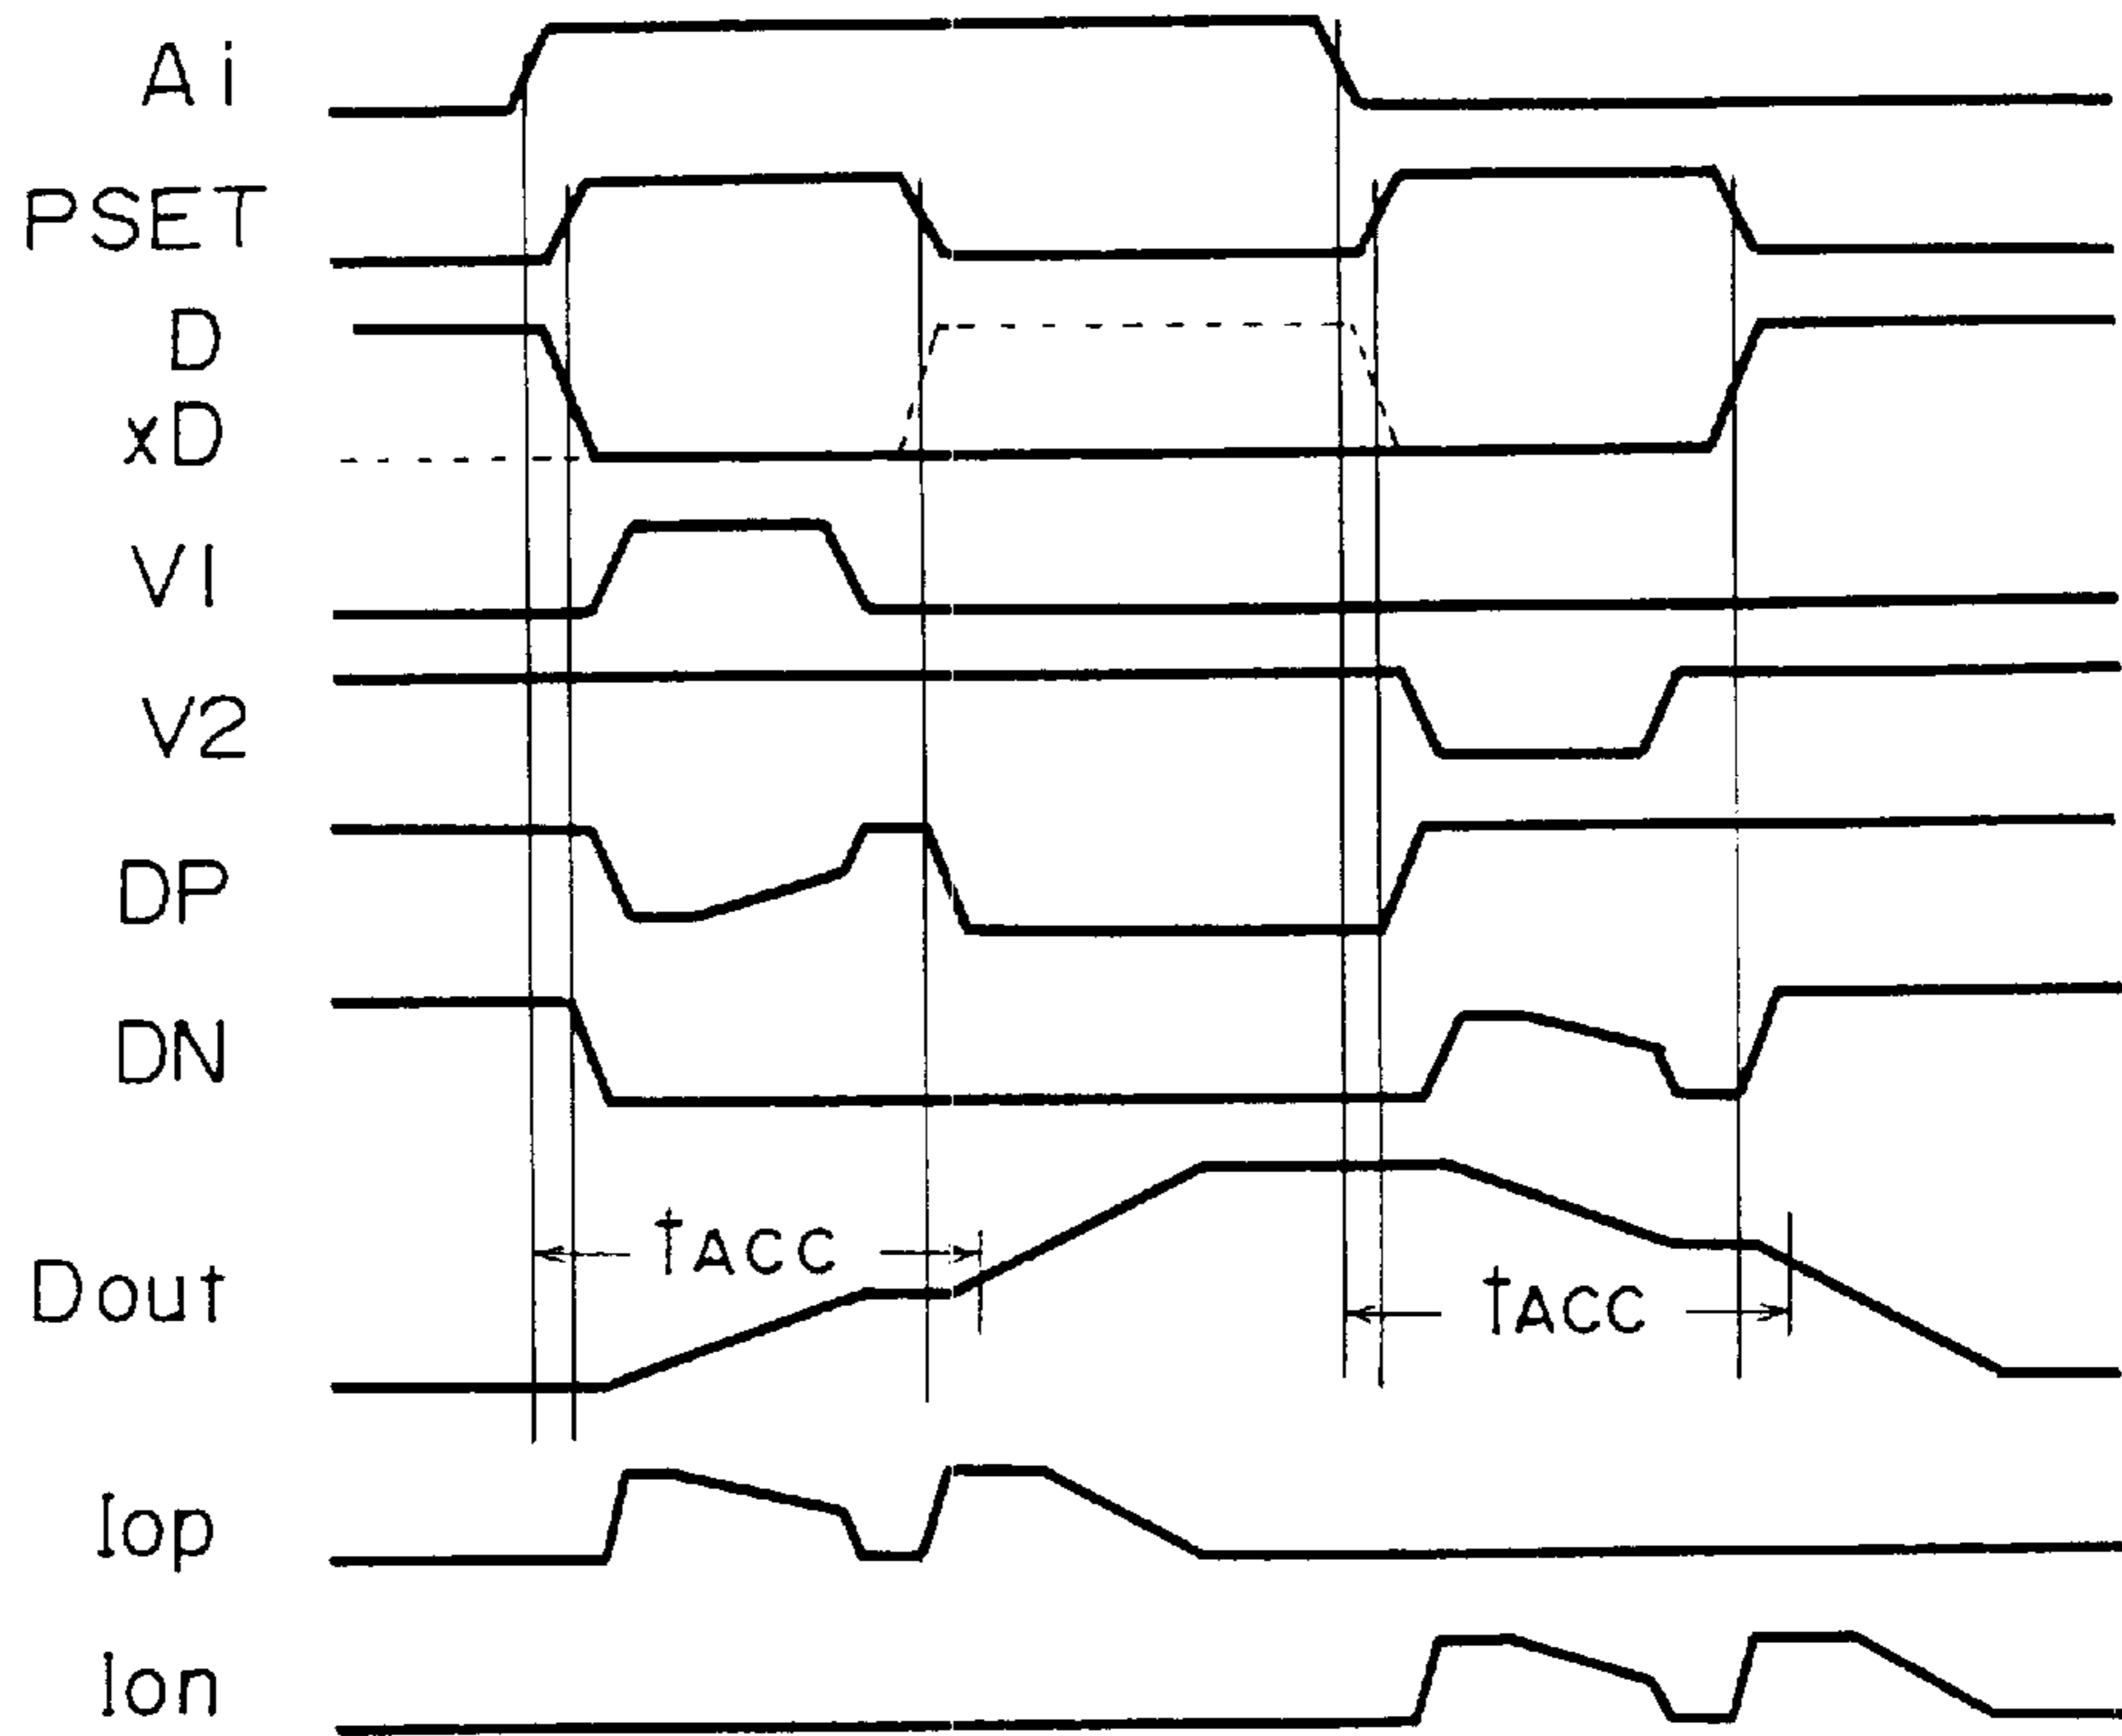 Ai
PSET
D
xD
V1
V2
DP
DN
tACC
Dout
tACC
Iop
Ion